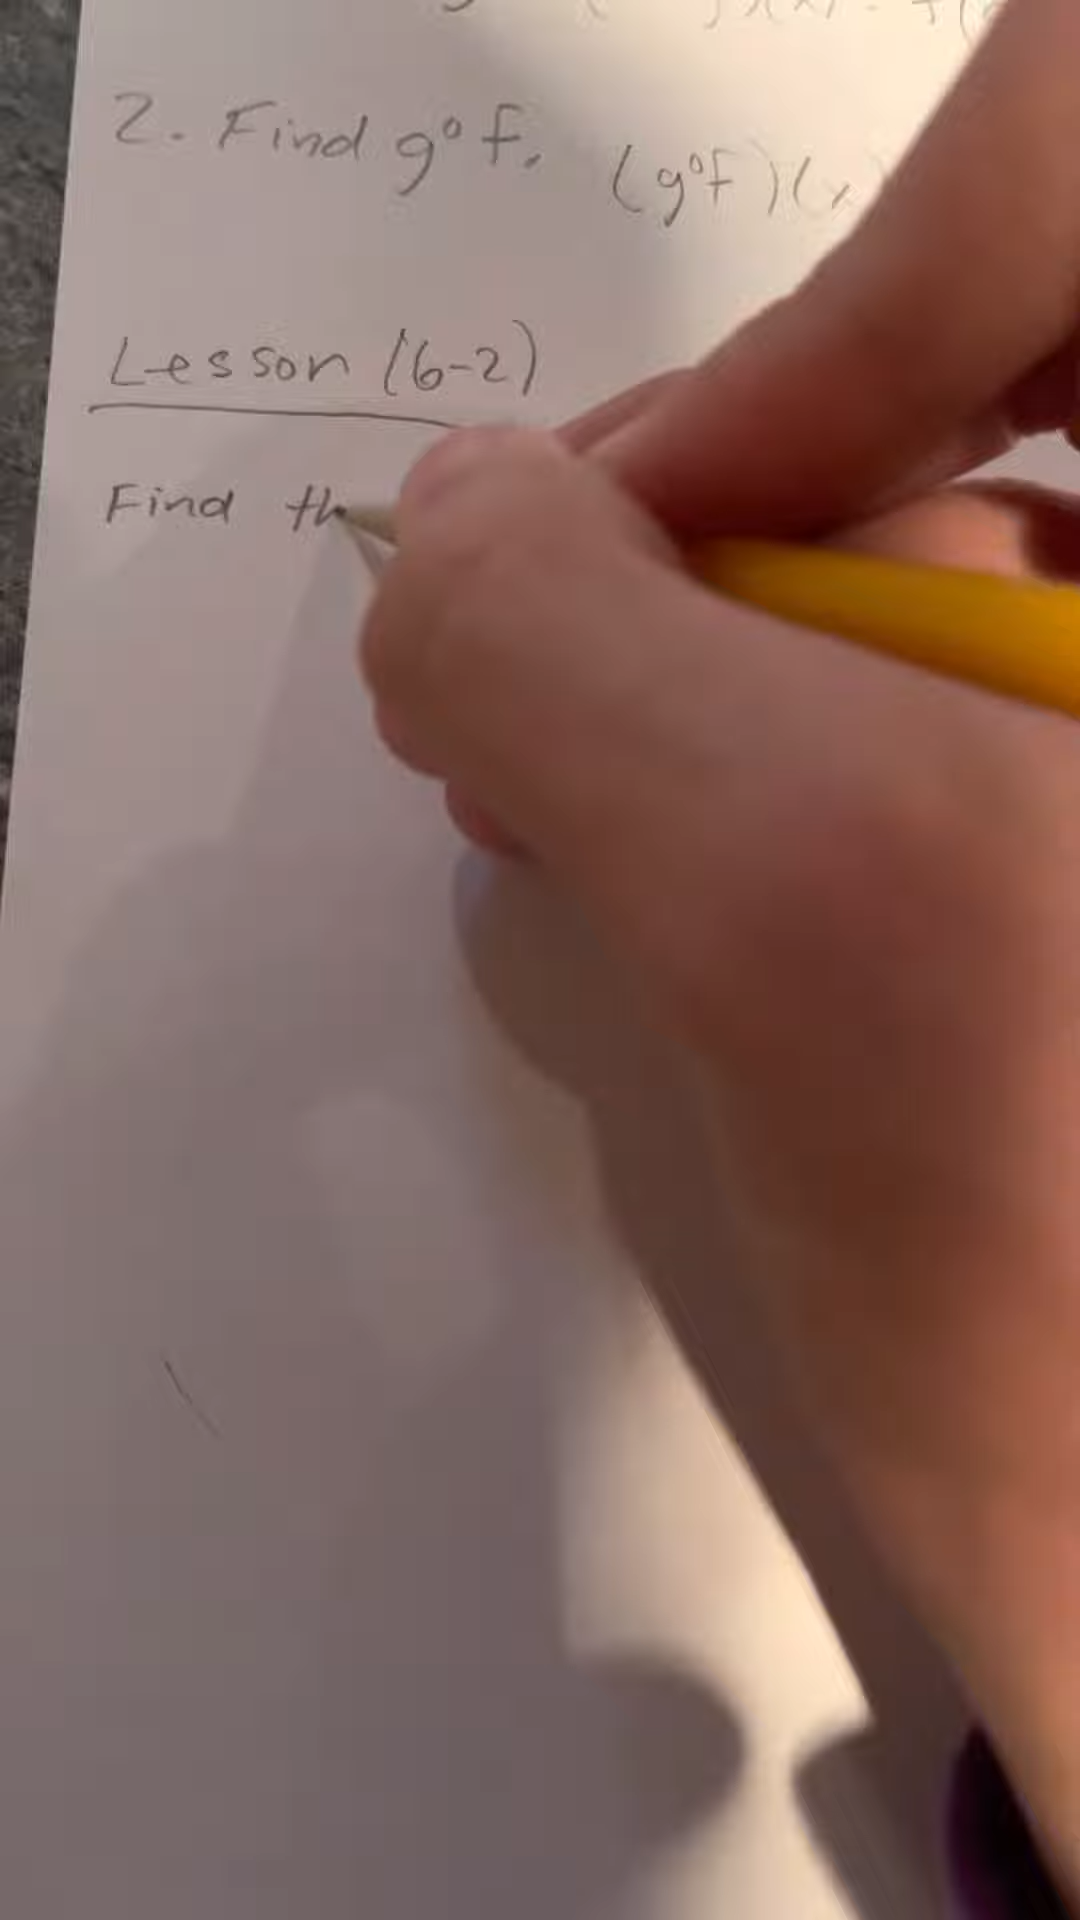 2. Find g°f. (g°f)(x
Lesson (6-2)
Find th